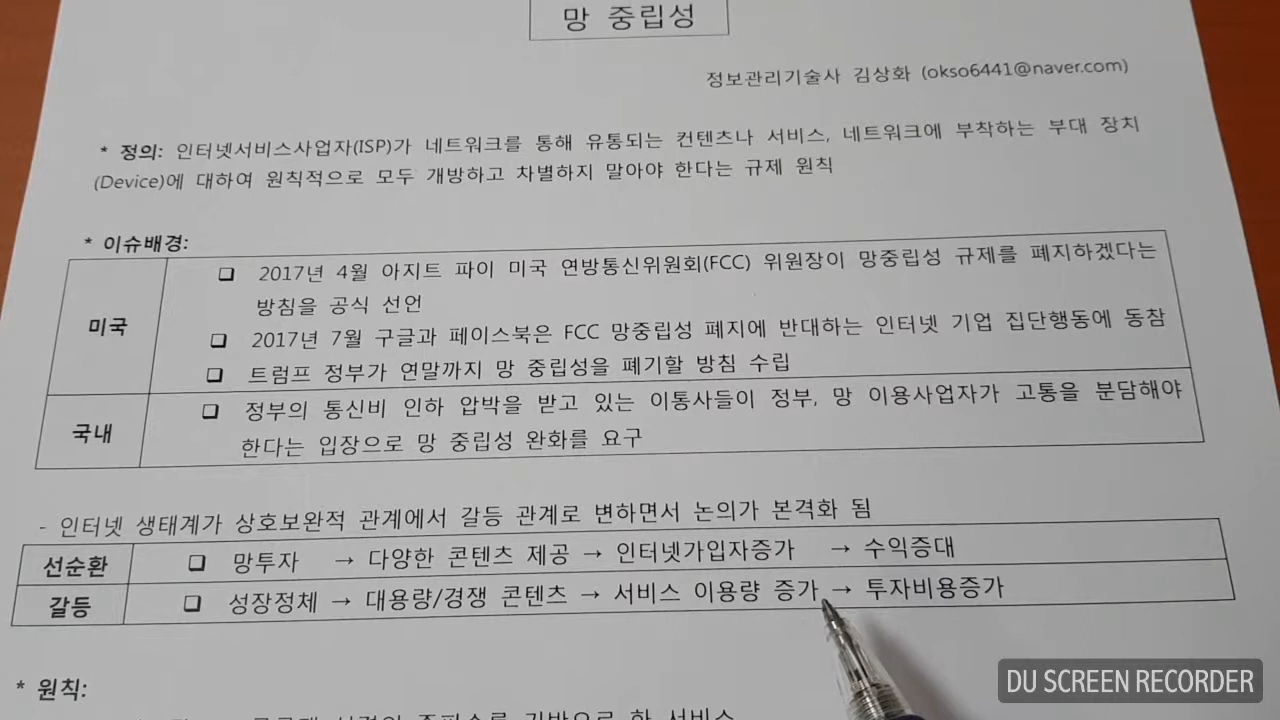 망 중립성
정보관리기술사 김상화 (okso6441@naver.com)
* 정의: 인터넷서비스사업자(ISP)가 네트워크를 통해 유통되는 컨텐츠나 서비스, 네트워크에 부착하는 부대 장치
(Device)에 대하여 원칙적으로 모두 개방하고 차별하지 말아야 한다는 규제 원칙
* 이슈배경:
미국
❑ 2017년 4월 아지트 파이 미국 연방통신위원회(FCC) 위원장이 망중립성 규제를 폐지하겠다는
방침을 공식 선언
❑ 2017년 7월 구글과 페이스북은 FCC 망중립성 폐지에 반대하는 인터넷 기업 집단행동에 동참
❑ 트럼프 정부가 연말까지 망 중립성을 폐기할 방침 수립
국내
❑ 정부의 통신비 인하 압박을 받고 있는 이통사들이 정부, 망 이용사업자가 고통을 분담해야
한다는 입장으로 망 중립성 완화를 요구
- 인터넷 생태계가 상호보완적 관계에서 갈등 관계로 변하면서 논의가 본격화 됨
선순환 ❑ 망투자 → 다양한 콘텐츠 제공 → 인터넷가입자증가 → 수익증대
갈등 ❑ 성장정체 → 대용량/경쟁 콘텐츠 → 서비스 이용량 증가 → 투자비용증가
* 원칙:
DU SCREEN RECORDER